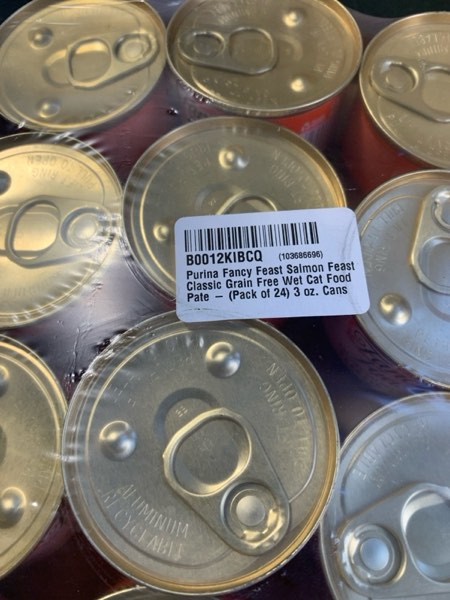 B0012KIBCQ (103686696)
Purina Fancy Feast Salmon Feast
Classic Grain Free Wet Cat Food
Pate – (Pack of 24) 3 oz. Cans
ALUMINUM
RECYCLABLE